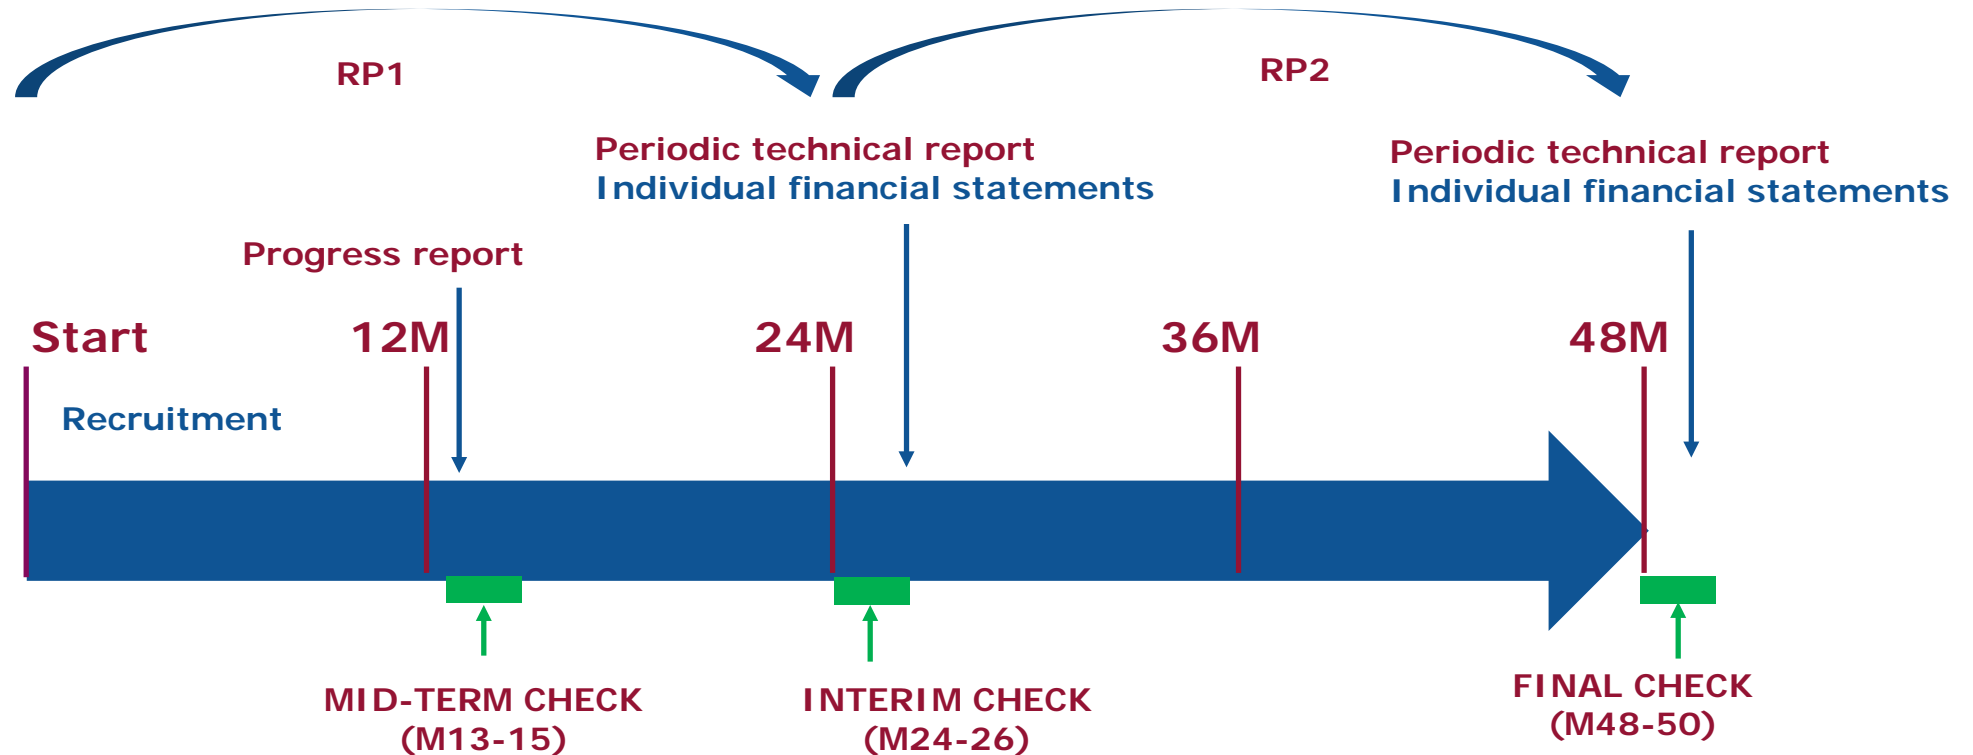 RP1
RP2
Periodic technical report
Individual financial statements
Periodic technical report
Individual financial statements
Progress report
Start
12M
24M
36M
48M
Recruitment
MID-TERM CHECK
(M13-15)
INTERIM CHECK
(M24-26)
FINAL CHECK
(M48-50)